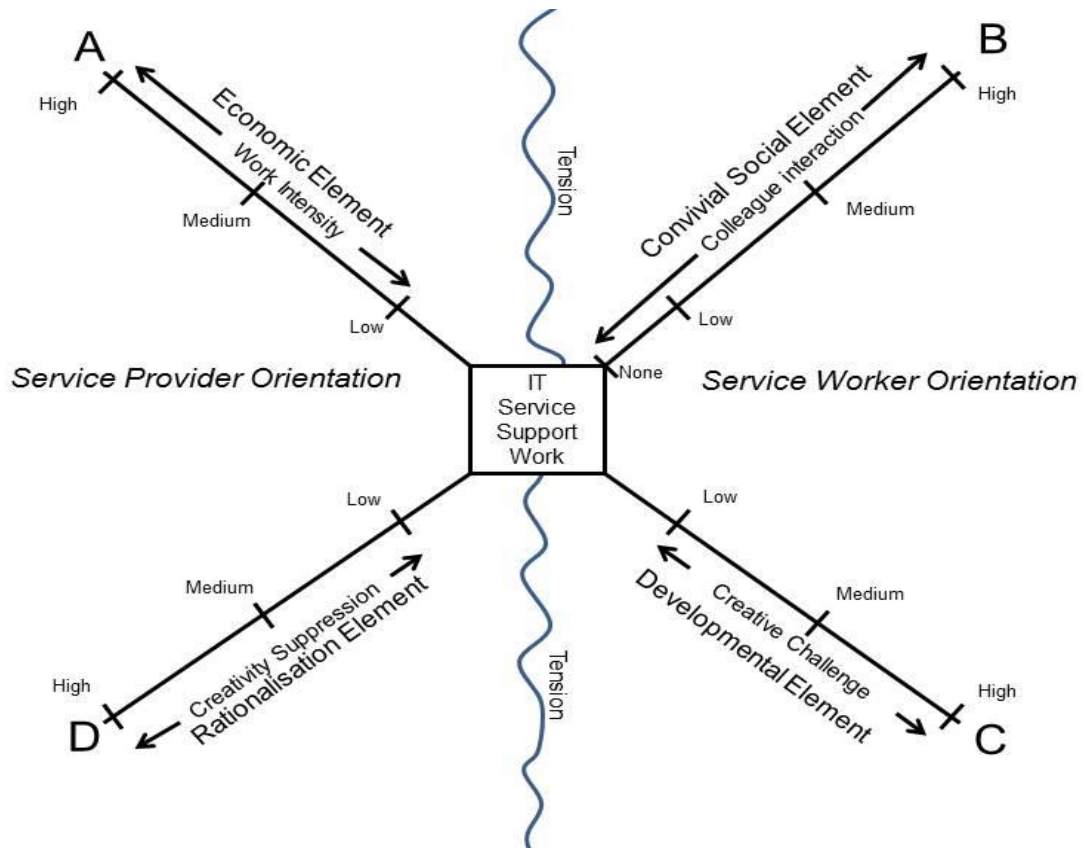 A
High
Economic Element
Work Intensity
Medium
Low
Tension
B
High
Convivial Social Element
Colleague interaction
Medium
Low
None
Service Provider Orientation
IT
Service
Support
Work
Service Worker Orientation
Low
Medium
Creativity Suppression
Rationalisation Element
High
D
Tension
Low
Creative Challenge
Developmental Element
Medium
High
C